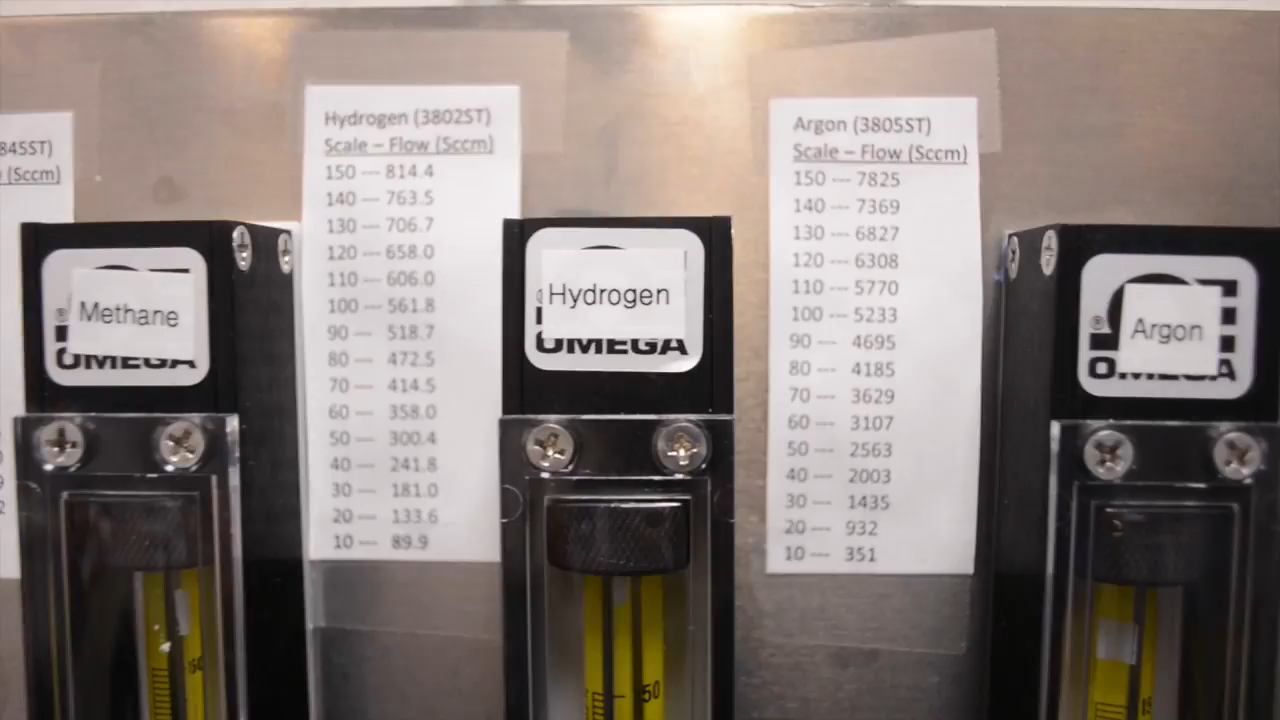 845ST)
(Sccm)
Methane
®
OMEGA
Hydrogen (3802ST)
Scale – Flow (Sccm)
150 --- 814.4
140 --- 763.5
130 --- 706.7
120 --- 658.0
110 --- 606.0
100 --- 561.8
90 --- 518.7
80 --- 472.5
70 --- 414.5
60 --- 358.0
50 --- 300.4
40 --- 241.8
30 --- 181.0
20 --- 133.6
10 --- 89.9
Hydrogen
OMEGA
Argon (3805ST)
Scale – Flow (Sccm)
150 --- 7825
140 --- 7369
130 --- 6827
120 --- 6308
110 --- 5770
100 --- 5233
90 --- 4695
80 --- 4185
70 --- 3629
60 --- 3107
50 --- 2563
40 --- 2003
30 --- 1435
20 --- 932
10 --- 351
Argon
®
OMEGA